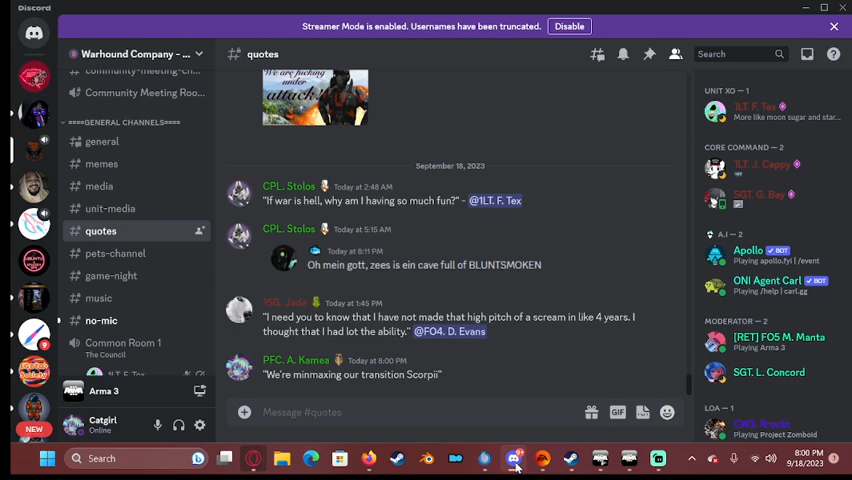 Discord
Streamer Mode is enabled. Usernames have been truncated.
Disable
Warhound Company - ...
quotes
Search
community-meeting-ch...
Community Meeting Roo...
GENERAL CHANNELS====
general
memes
media
unit-media
quotes
pets-channel
game-night
music
no-mic
Common Room 1
The Council
1LT. F. Tex
Arma 3
Catgirl
Online
NEW
9
We are fucking
under
attack!
September 18, 2023
CPL. Stolos Today at 2:48 AM
"If war is hell, why am I having so much fun?" - @1LT. F. Tex
CPL. Stolos Today at 5:15 AM
Today at 8:11 PM
Oh mein gott, zees is ein cave full of BLUNTSMOKEN
1SG. Jade Today at 1:45 PM
"I need you to know that I have not made that high pitch of a scream in like 4 years. I
thought that I had lot the ability." @FO4. D. Evans
PFC. A. Kamea Today at 8:00 PM
"We're minmaxing our transition Scorpii"
Message #quotes
GIF
UNIT XO — 1
1LT. F. Tex
More like moon sugar and star...
CORE COMMAND — 2
1LT. J. Cappy
SGT. G. Bay
A.I — 2
Apollo BOT
Playing apollo.fyi | /event
ONI Agent Carl BOT
Playing /help | carl.gg
MODERATOR — 2
[RET] FO5 M. Manta
Playing Arma 3
SGT. L. Concord
LOA — 2
Playing Project Zomboid
Search
9+
8:00 PM
9/18/2023